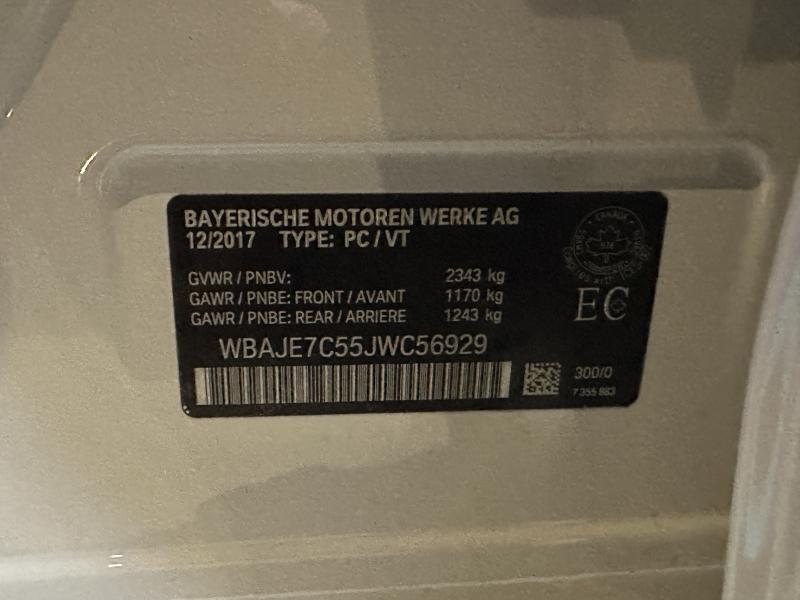 BAYERISCHE MOTOREN WERKE AG
12/2017 TYPE: PC / VT
GVWR / PNBV: 2343 kg
GAWR / PNBE: FRONT / AVANT 1170 kg
GAWR / PNBE: REAR / ARRIERE 1243 kg
WBAJE7C55JWC56929
CANADA
EC
300/0
7 355 883